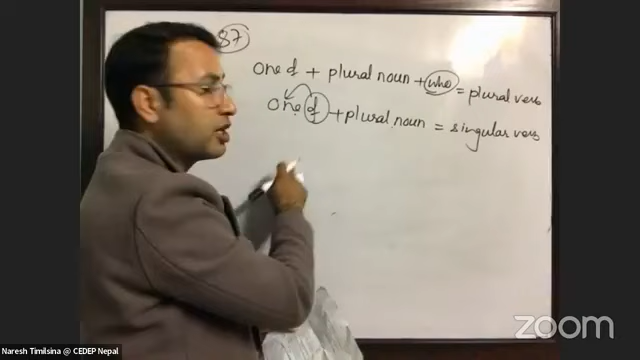 87
One of + plural noun + who = plural verb
One of + plural noun = singular verb
zoom
Naresh Timilsina @ CEDEP Nepal